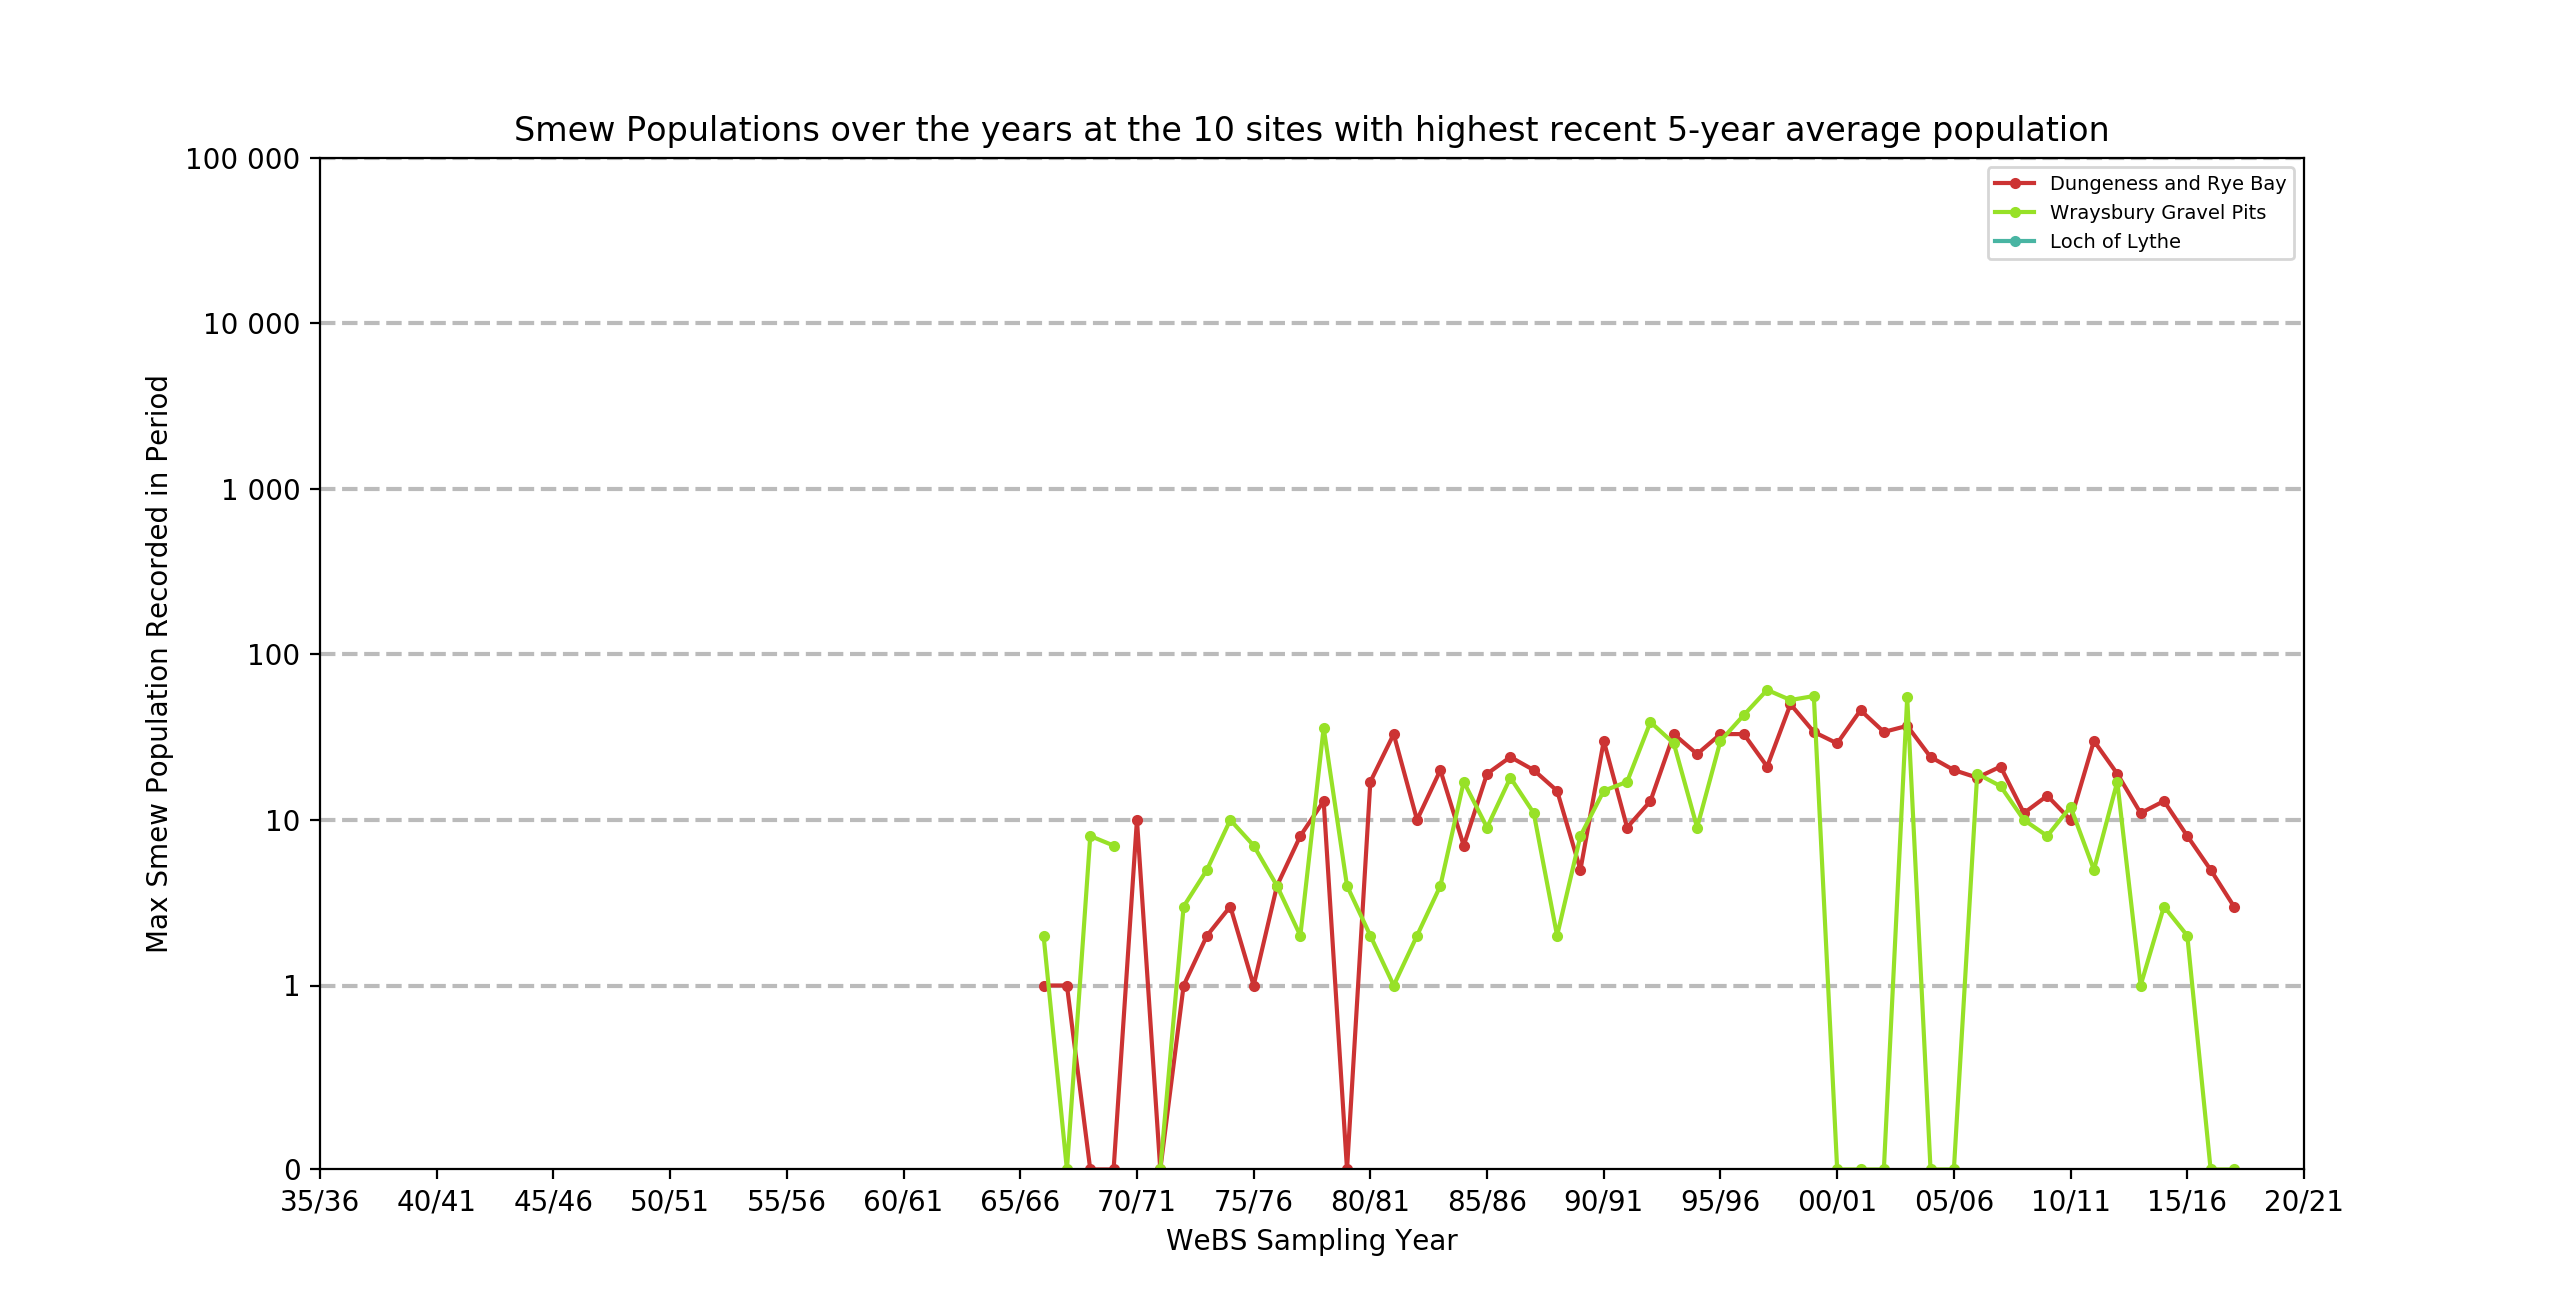 Smew Populations over the years at the 10 sites with highest recent 5-year average population
100 000
10 000
1 000
100
10
1
0
Max Smew Population Recorded in Period
Dungeness and Rye Bay
Wraysbury Gravel Pits
Loch of Lythe
35/36 40/41 45/46 50/51 55/56 60/61 65/66 70/71 75/76 80/81 85/86 90/91 95/96 00/01 05/06 10/11 15/16 20/21
WeBS Sampling Year